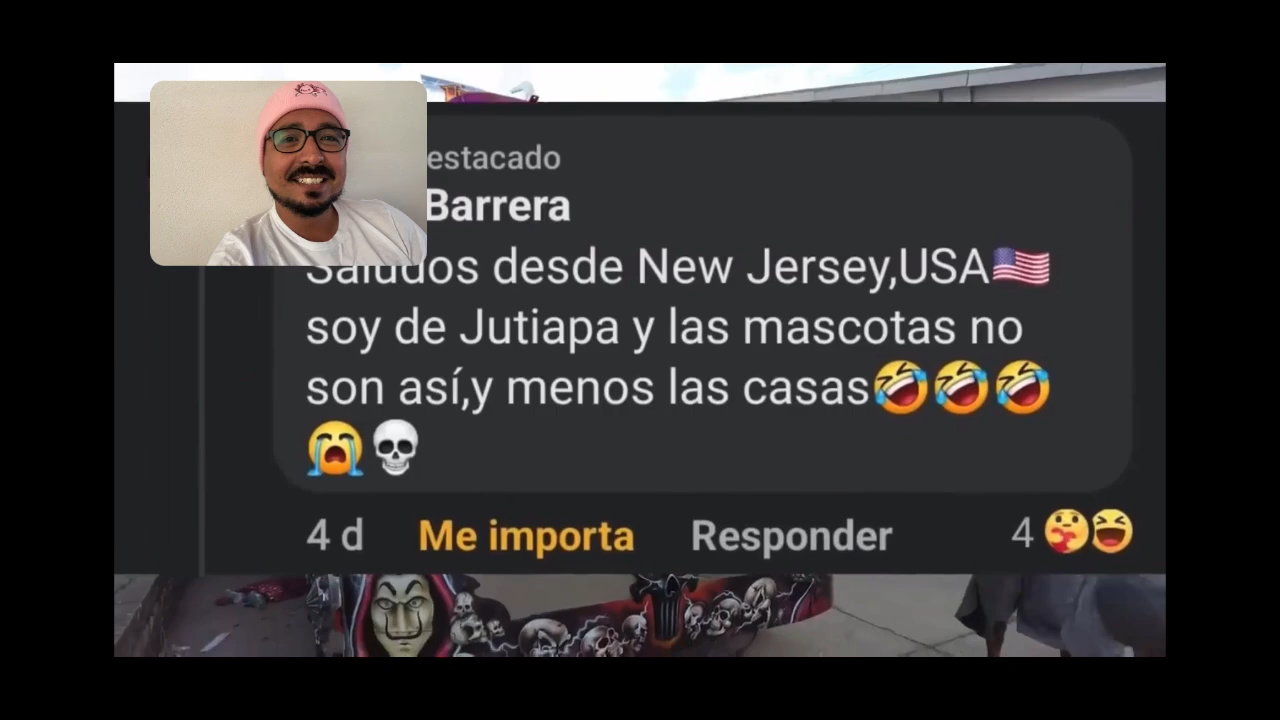 estacado
Barrera
Saludos desde New Jersey,USA🇺🇸
soy de Jutiapa y las mascotas no
son así,y menos las casas🤣🤣🤣
😭💀
4 d Me importa Responder 4